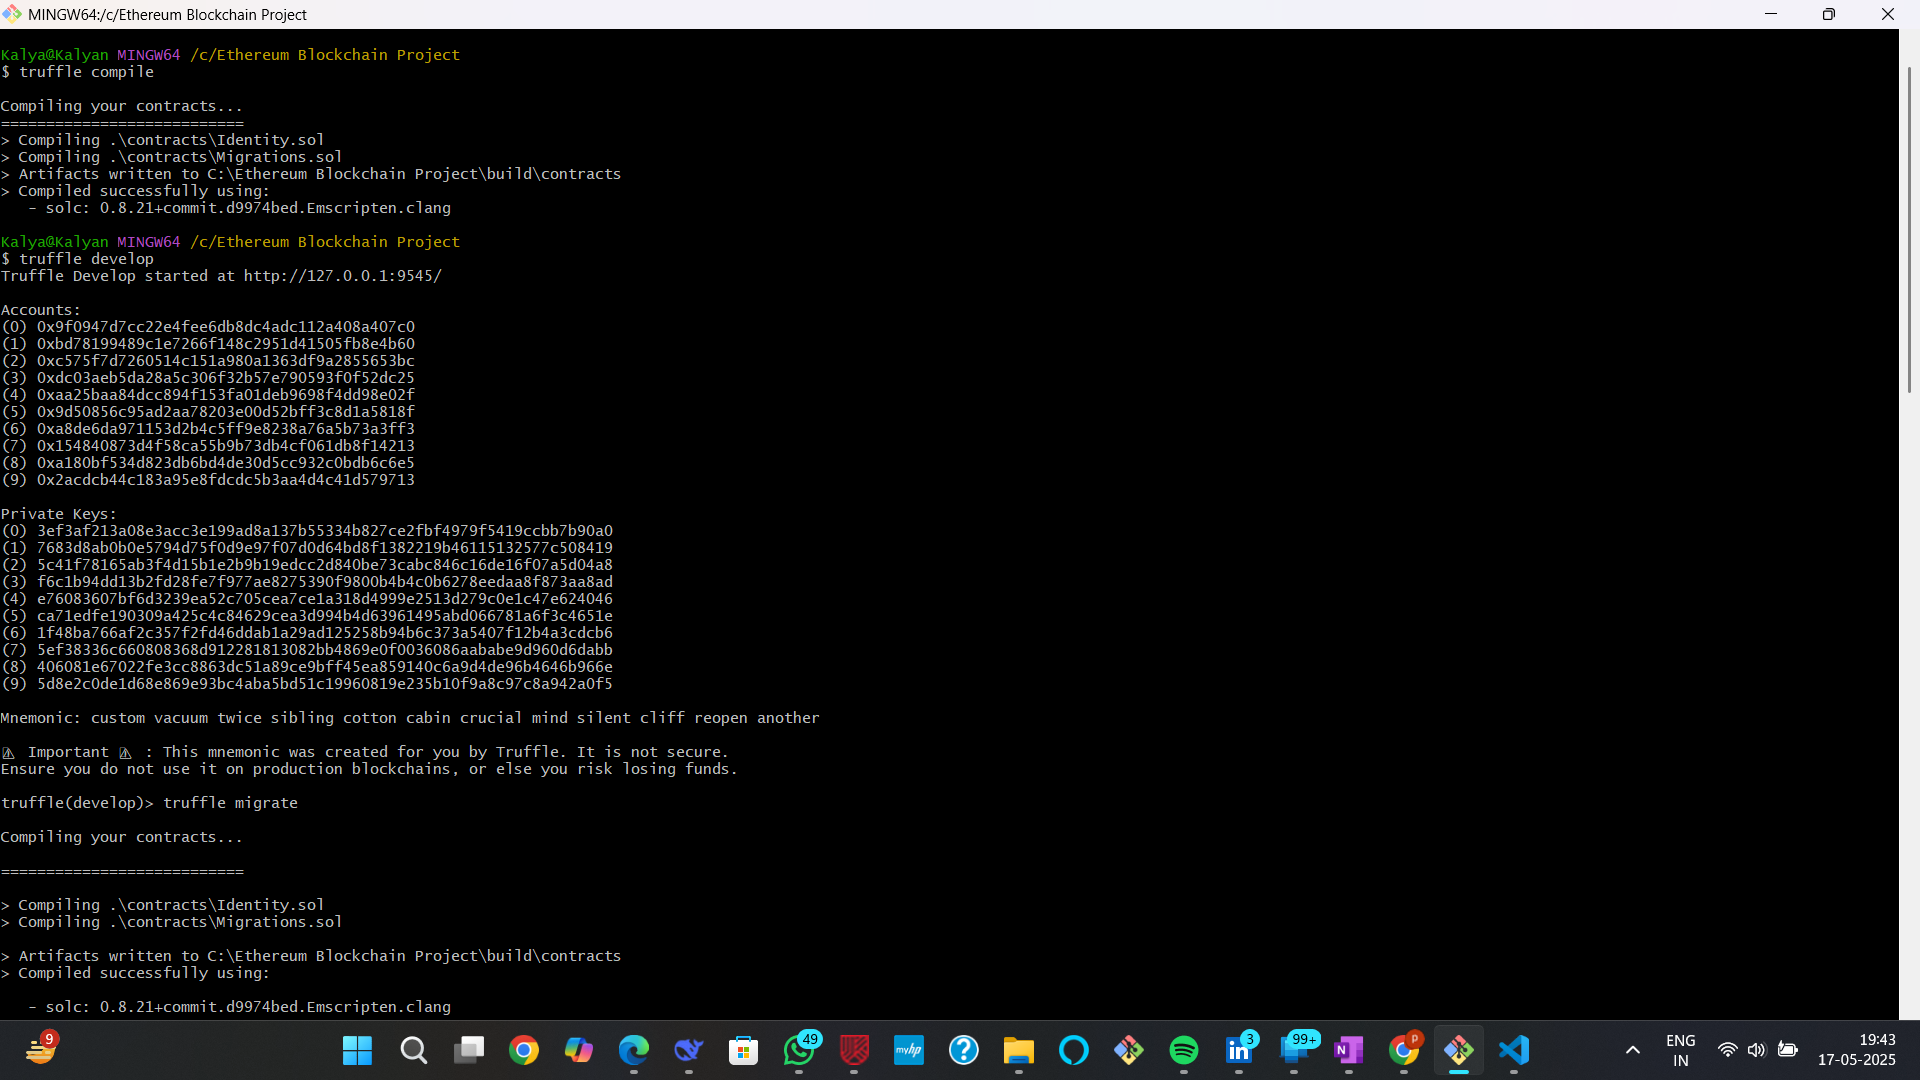 MINGW64:/c/Ethereum Blockchain Project
Kalya@Kalyan MINGW64 /c/Ethereum Blockchain Project
$ truffle compile
Compiling your contracts...
===========================
> Compiling .\contracts\Identity.sol
> Compiling .\contracts\Migrations.sol
> Artifacts written to C:\Ethereum Blockchain Project\build\contracts
> Compiled successfully using:
- solc: 0.8.21+commit.d9974bed.Emscripten.clang
Kalya@Kalyan MINGW64 /c/Ethereum Blockchain Project
$ truffle develop
Truffle Develop started at http://127.0.0.1:9545/
Accounts:
(0) 0x9f0947d7cc22e4fee6db8dc4adc112a408a407c0
(1) 0xbd78199489c1e7266f148c2951d41505fb8e4b60
(2) 0xc575f7d7260514c151a980a1363df9a2855653bc
(3) 0xdc03aeb5da28a5c306f32b57e790593f0f52dc25
(4) 0xaa25baa84dcc894f153fa01deb9698f4dd98e02f
(5) 0x9d50856c95ad2aa78203e00d52bff3c8d1a5818f
(6) 0xa8de6da971153d2b4c5ff9e8238a76a5b73a3ff3
(7) 0x154840873d4f58ca55b9b73db4cf061db8f14213
(8) 0xa180bf534d823db6bd4de30d5cc932c0bdb6c6e5
(9) 0x2acdcb44c183a95e8fdcdc5b3aa4d4c41d579713
Private Keys:
(0) 3ef3af213a08e3acc3e199ad8a137b55334b827ce2fbf4979f5419ccbb7b90a0
(1) 7683d8ab0b0e5794d75f0d9e97f07d0d64bd8f1382219b46115132577c508419
(2) 5c41f78165ab3f4d15b1e2b9b19edcc2d840be73cabc846c16de16f07a5d04a8
(3) f6c1b94dd13b2fd28fe7f977ae8275390f9800b4b4c0b6278eedaa8f873aa8ad
(4) e76083607bf6d3239ea52c705cea7ce1a318d4999e2513d279c0e1c47e624046
(5) ca71edfe190309a425c4c84629cea3d994b4d63961495abd066781a6f3c4651e
(6) 1f48ba766af2c357f2fd46ddab1a29ad125258b94b6c373a5407f12b4a3cdcb6
(7) 5ef38336c660808368d912281813082bb4869e0f0036086aababe9d960d6dabb
(8) 406081e67022fe3cc8863dc51a89ce9bff45ea859140c6a9d4de96b4646b966e
(9) 5d8e2c0de1d68e869e93bc4aba5bd51c19960819e235b10f9a8c97c8a942a0f5
Mnemonic: custom vacuum twice sibling cotton cabin crucial mind silent cliff reopen another
⚠ Important ⚠ : This mnemonic was created for you by Truffle. It is not secure.
Ensure you do not use it on production blockchains, or else you risk losing funds.
truffle(develop)> truffle migrate
Compiling your contracts...
===========================
> Compiling .\contracts\Identity.sol
> Compiling .\contracts\Migrations.sol
> Artifacts written to C:\Ethereum Blockchain Project\build\contracts
> Compiled successfully using:
- solc: 0.8.21+commit.d9974bed.Emscripten.clang
9
49
myhp
3
99+
N
P
ENG
IN
19:43
17-05-2025